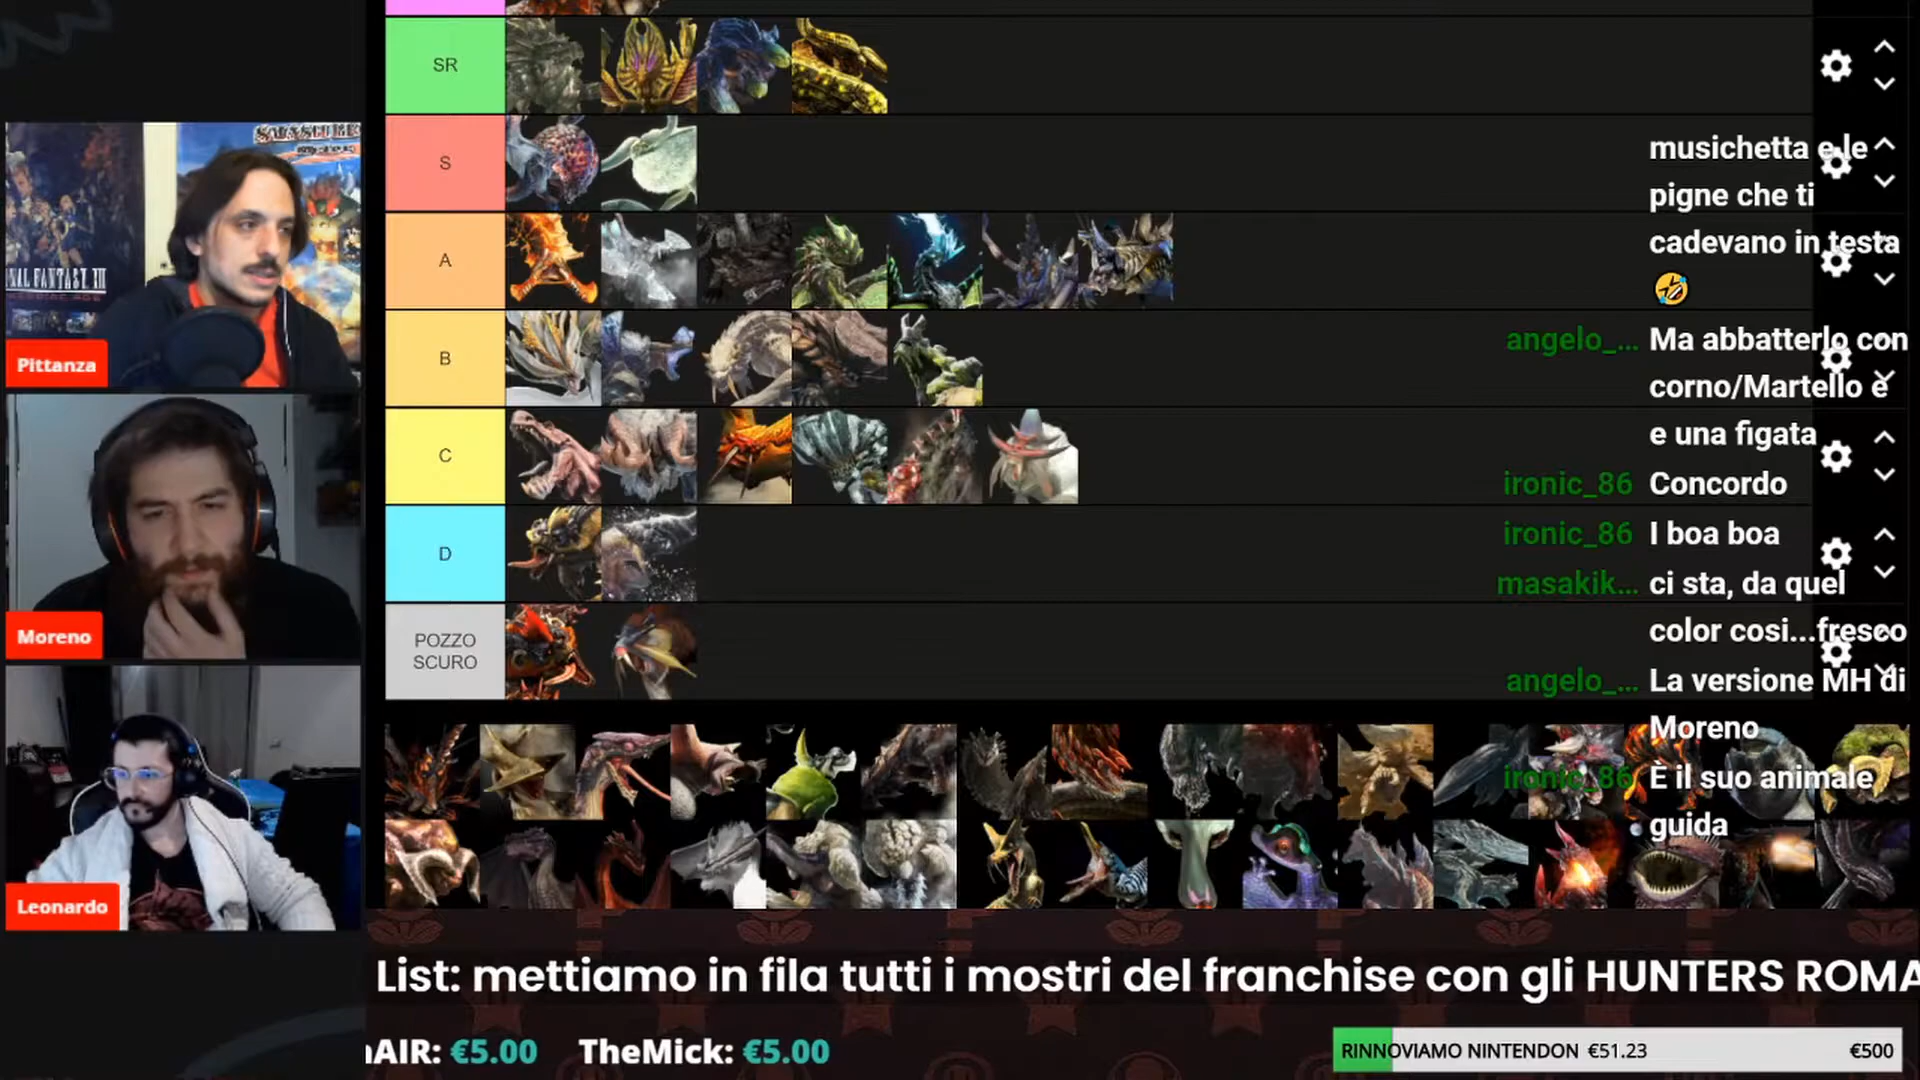 SR
S
A
B
C
D
POZZO
SCURO
Pittanza
Moreno
Leonardo
musichetta e le
pigne che ti
cadevano in testa
🤣
angelo_... Ma abbatterlo con
corno/Martello è
e una figata
ironic_86 Concordo
ironic_86 I boa boa
masakik... ci sta, da quel
color cosi...fresco
angelo_... La versione MH di
Moreno
ironic_86 È il suo animale
guida
List: mettiamo in fila tutti i mostri del franchise con gli HUNTERS ROMA
AIR: €5.00 TheMick: €5.00
RINNOVIAMO NINTENDON €51.23 €500